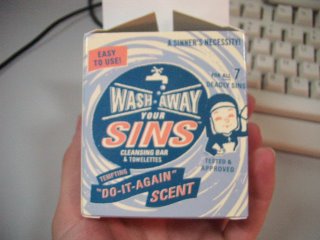 A SINNER'S NECESSITY!
EASY
TO USE!
WASH-AWAY
YOUR
SINS
CLEANSING BAR
& TOWELETTES
FOR ALL 7
DEADLY SINS
TESTED &
APPROVED
TEMPTING
"DO-IT-AGAIN"
SCENT